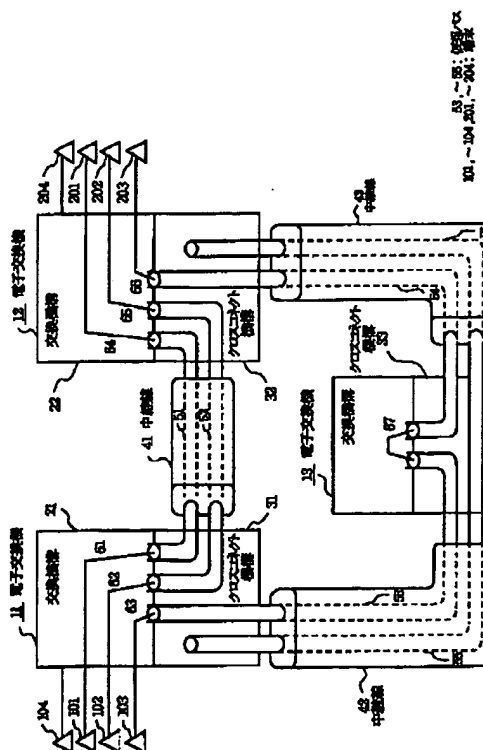 204
201
202
203
12 電子交換機
交換機構
22
64
65
66
クロスコネクト
機構
32
41 中継線
51
52
11 電子交換機
交換機構
21
61
62
63
クロスコネクト
機構
31
104
101
102
103
43
中継線
54
13 電子交換機
交換機構
クロスコネクト
機構
33
67
42
中継線
55
53,～55; 仮想パス
101,～104,201,～204; 端末